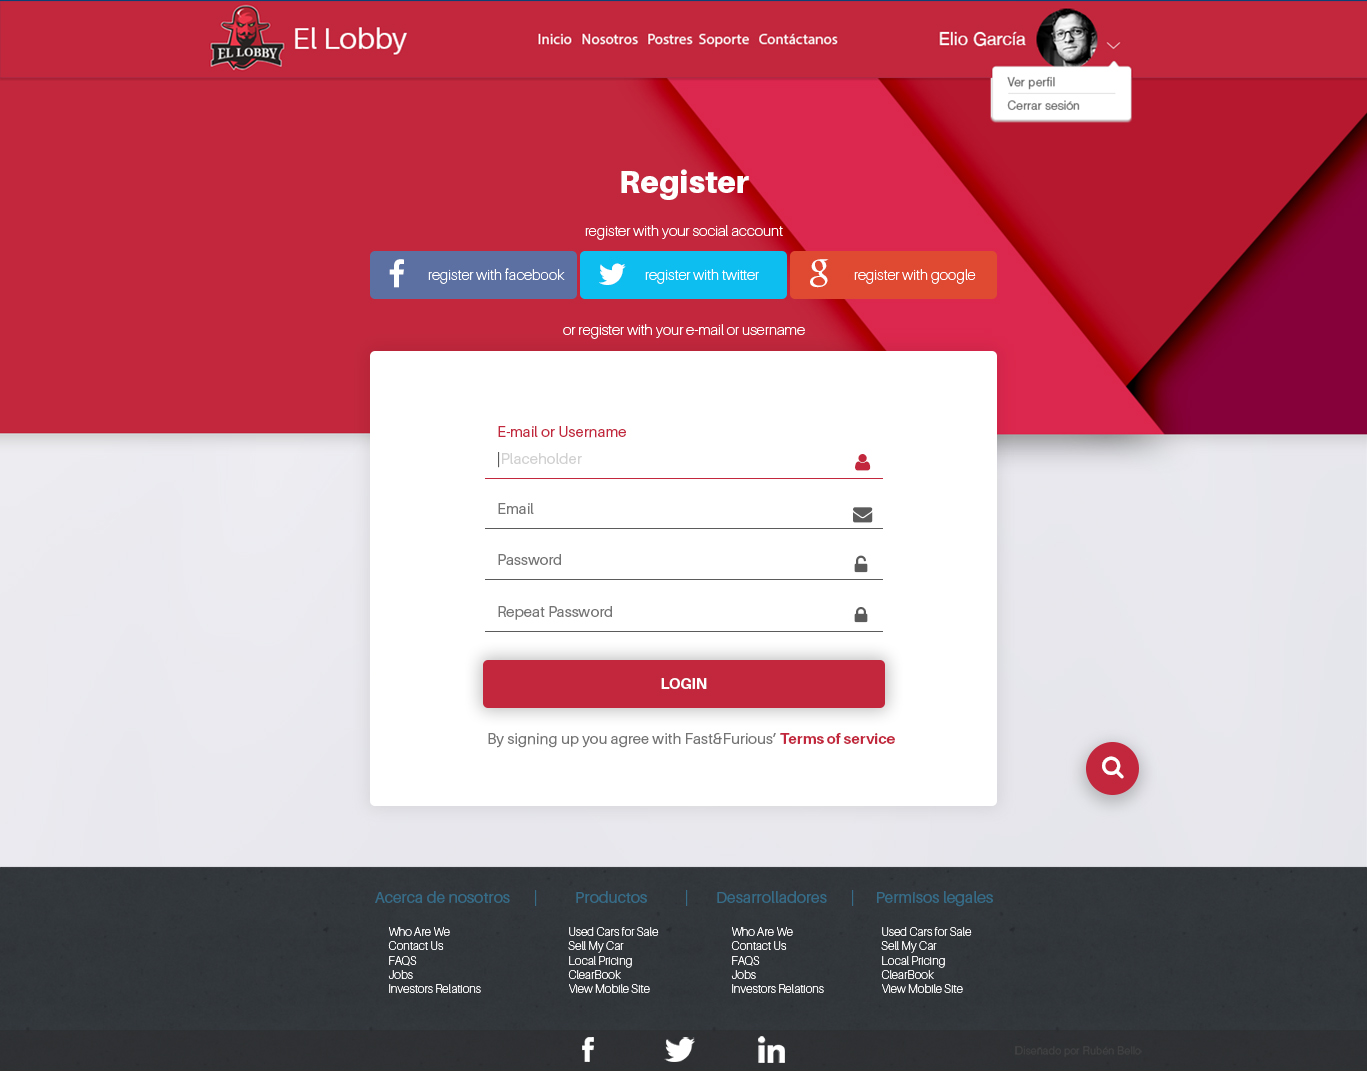 EL LOBBY
El Lobby
Inicio Nosotros Postres Soporte Contáctanos
Elio García
Ver perfil
Cerrar sesión
Register
register with your social account
register with facebook
register with twitter
register with google
or register with your e-mail or username
E-mail or Username
Placeholder
Email
Password
Repeat Password
LOGIN
By signing up you agree with Fast&Furious’ Terms of service
Acerca de nosotros | Productos | Desarrolladores | Permisos legales
Who Are We
Contact Us
FAQS
Jobs
Investors Relations
Used Cars for Sale
Sell My Car
Local Pricing
ClearBook
View Mobile Site
Who Are We
Contact Us
FAQS
Jobs
Investors Relations
Used Cars for Sale
Sell My Car
Local Pricing
ClearBook
View Mobile Site
Diseñado por Rubén Bello